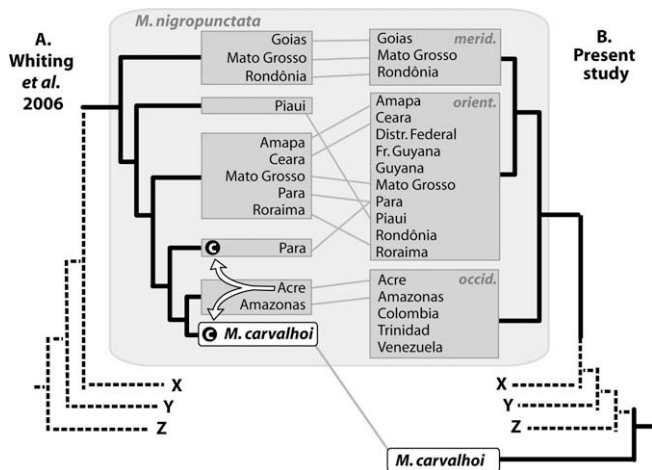 M. nigropunctata
A.
Whiting
et al.
2006
B.
Present
study
Goias
Mato Grosso
Rondônia
Piaui
Amapa
Ceara
Mato Grosso
Para
Roraima
C
Para
Acre
Amazonas
C
M. carvalhoi
Goias
merid.
Mato Grosso
Rondônia
Amapa
orient.
Ceara
Distr. Federal
Fr. Guyana
Guyana
Mato Grosso
Para
Piaui
Rondônia
Roraima
Acre
occid.
Amazonas
Colombia
Trinidad
Venezuela
X
Y
Z
X
Y
Z
M. carvalhoi